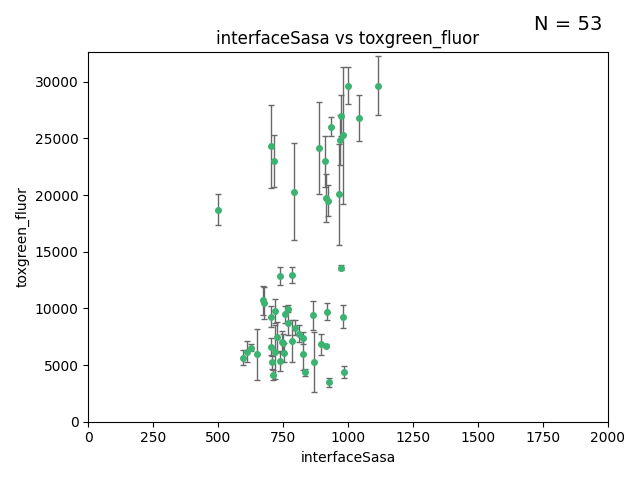 N = 53
interfaceSasa vs toxgreen_fluor
30000
25000
20000
15000
10000
5000
0
toxgreen_fluor
0 250 500 750 1000 1250 1500 1750 2000
interfaceSasa